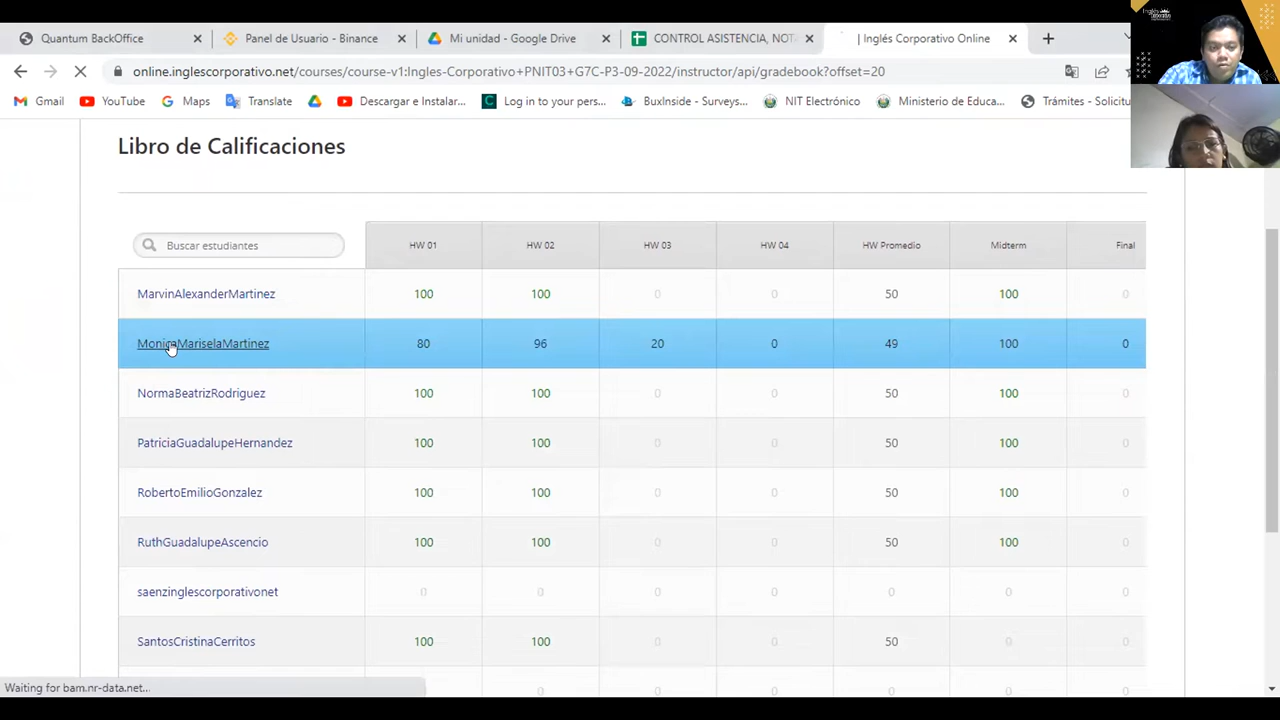 Quantum BackOffice
Panel de Usuario - Binance
Mi unidad - Google Drive
CONTROL ASISTENCIA, NOT
| Inglés Corporativo Online
online.inglescorporativo.net/courses/course-v1:Ingles-Corporativo+PNIT03+G7C-P3-09-2022/instructor/api/gradebook?offset=20
Gmail
YouTube
Maps
Translate
Descargar e Instalar...
Log in to your pers...
BuxInside - Surveys...
NIT Electrónico
Ministerio de Educa...
Trámites - Solicitu
Libro de Calificaciones
Buscar estudiantes HW 01 HW 02 HW 03 HW 04 HW Promedio Midterm Final
MarvinAlexanderMartinez 100 100 0 0 50 100 0
MonicaMariselaMartinez 80 96 20 0 49 100 0
NormaBeatrizRodriguez 100 100 0 0 50 100 0
PatriciaGuadalupeHernandez 100 100 0 0 50 100 0
RobertoEmilioGonzalez 100 100 0 0 50 100 0
RuthGuadalupeAscencio 100 100 0 0 50 100 0
saenzinglescorporativonet 0 0 0 0 0 0 0
SantosCristinaCerritos 100 100 0 0 50 0 0
0 0 0 0 0 0
Waiting for bam.nr-data.net...